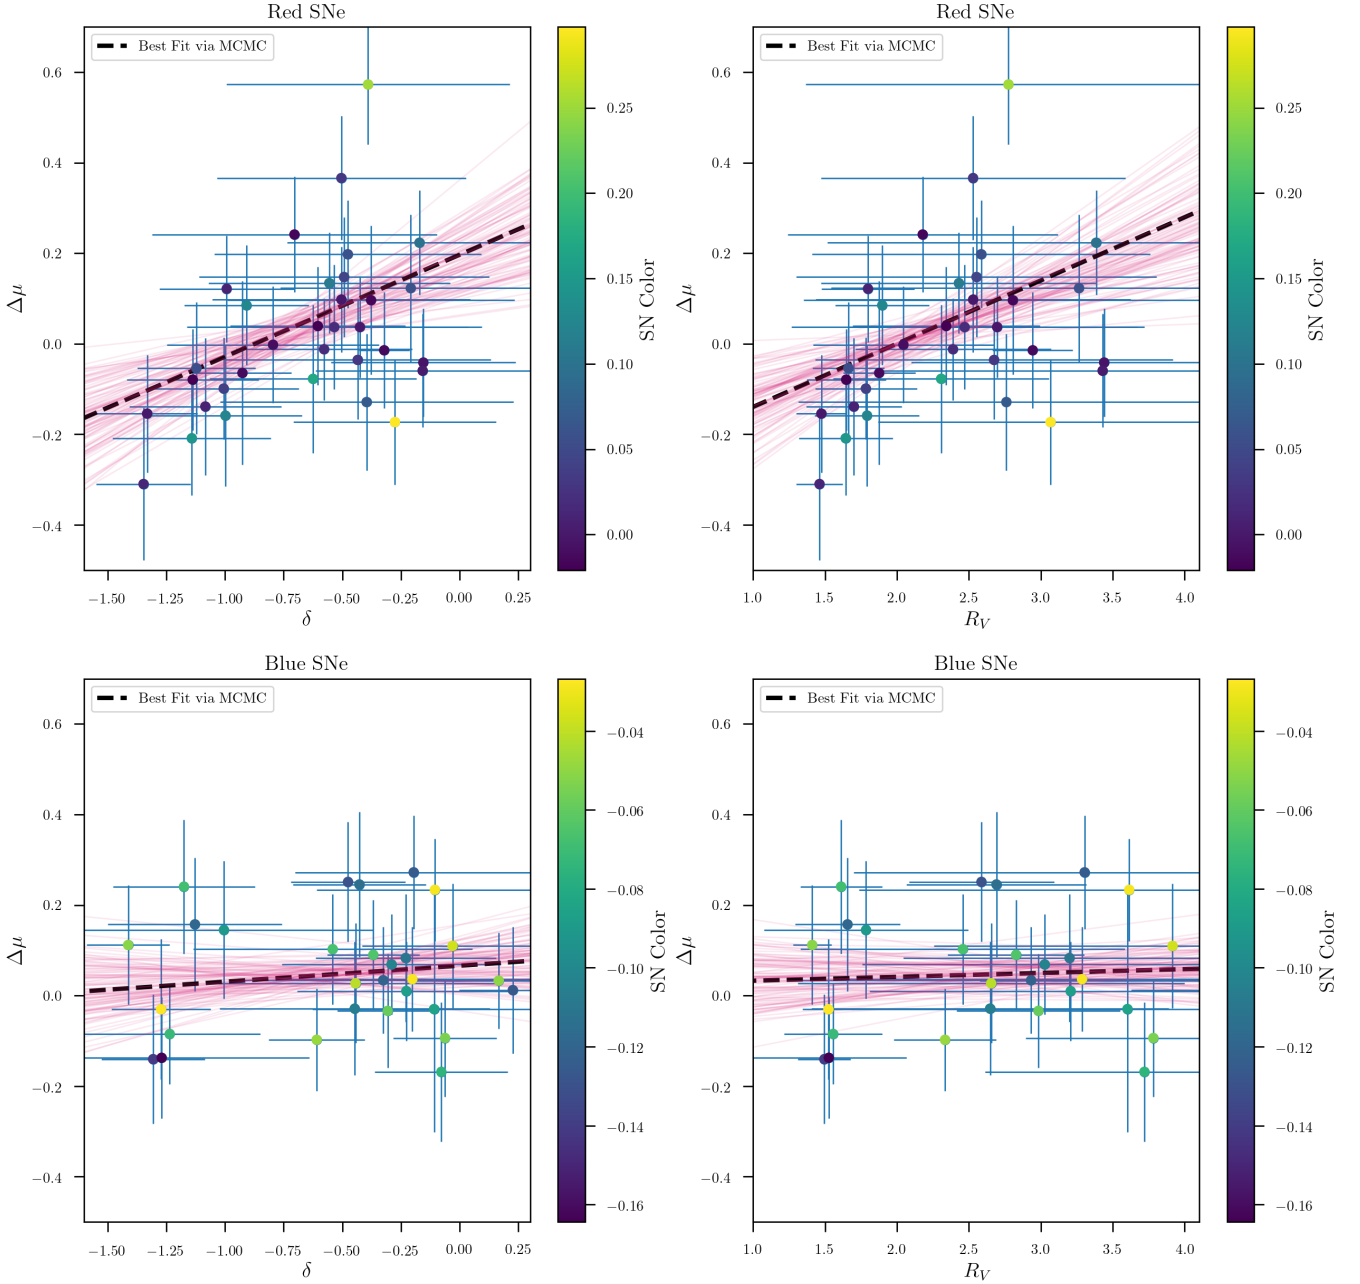 Red SNe
Best Fit via MCMC
0.6
0.4
0.2
0.0
−0.2
−0.4
Δμ
−1.50 −1.25 −1.00 −0.75 −0.50 −0.25 0.00 0.25
δ
0.25
0.20
0.15
0.10
0.05
0.00
SN Color
Red SNe
Best Fit via MCMC
0.6
0.4
0.2
0.0
−0.2
−0.4
Δμ
1.0 1.5 2.0 2.5 3.0 3.5 4.0
R_V
0.25
0.20
0.15
0.10
0.05
0.00
SN Color
Blue SNe
Best Fit via MCMC
0.6
0.4
0.2
0.0
−0.2
−0.4
Δμ
−1.50 −1.25 −1.00 −0.75 −0.50 −0.25 0.00 0.25
δ
−0.04
−0.06
−0.08
−0.10
−0.12
−0.14
−0.16
SN Color
Blue SNe
Best Fit via MCMC
0.6
0.4
0.2
0.0
−0.2
−0.4
Δμ
1.0 1.5 2.0 2.5 3.0 3.5 4.0
R_V
−0.04
−0.06
−0.08
−0.10
−0.12
−0.14
−0.16
SN Color